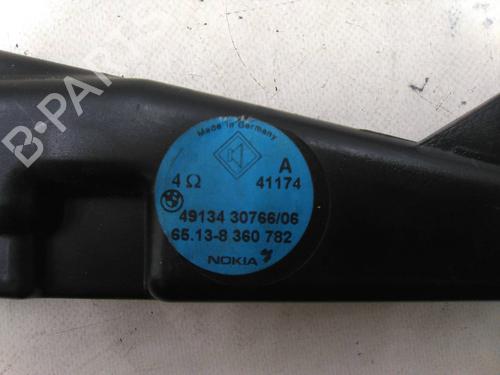 B-PARTS
Made in Germany
A
4 Ω
41174
49134 30766/06
65.13-8 360 782
NOKIA